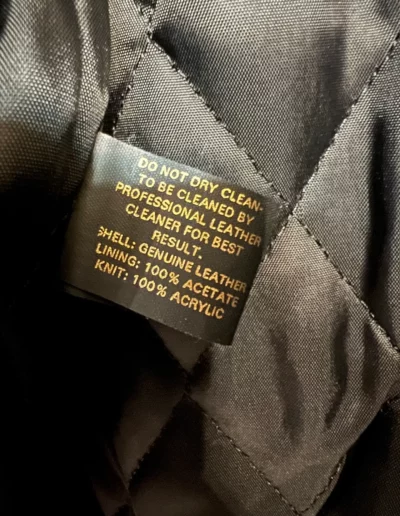 DO NOT DRY CLEAN-
TO BE CLEANED BY
PROFESSIONAL LEATHER
CLEANER FOR BEST
RESULT.
SHELL: GENUINE LEATHER
LINING: 100% ACETATE
KNIT: 100% ACRYLIC